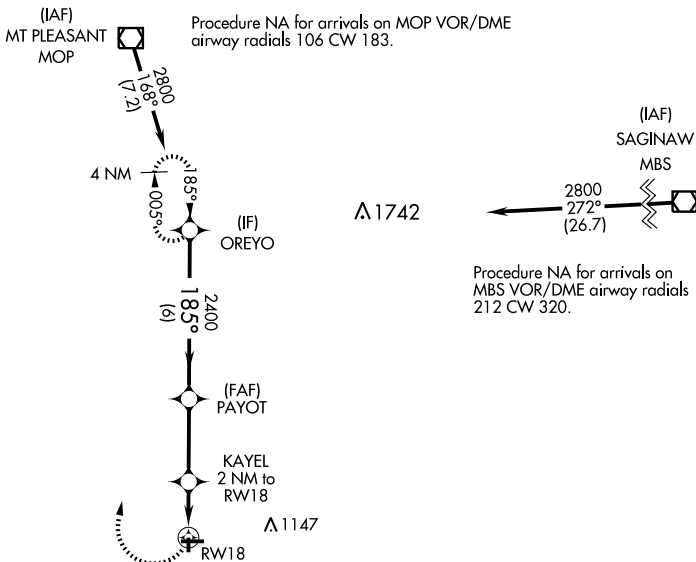 (IAF)
MT PLEASANT
MOP
Procedure NA for arrivals on MOP VOR/DME
airway radials 106 CW 183.
2800
168°
(7.2)
4 NM
185°
005°
(IF)
OREYO
1742
(IAF)
SAGINAW
MBS
2800
272°
(26.7)
Procedure NA for arrivals on
MBS VOR/DME airway radials
212 CW 320.
2400
185°
(6)
(FAF)
PAYOT
KAYEL
2 NM to
RW18
1147
RW18